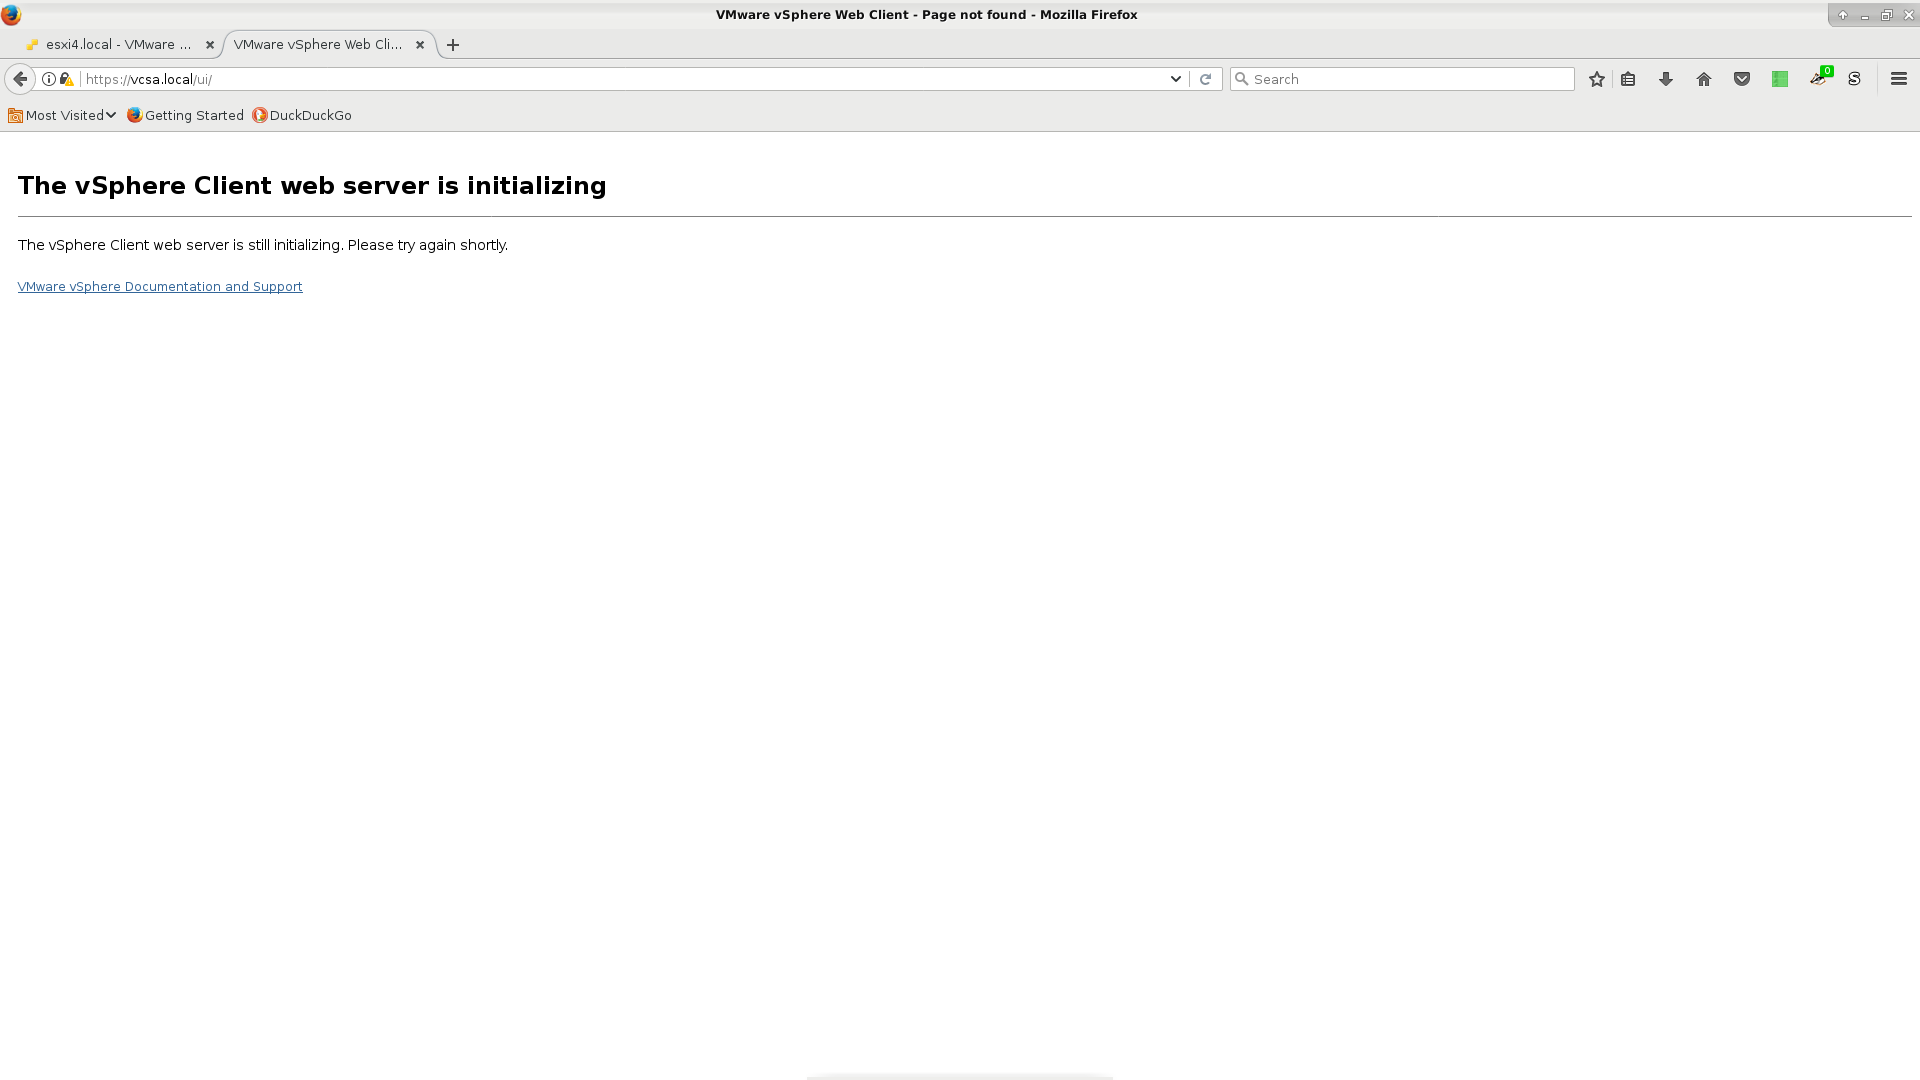 VMware vSphere Web Client - Page not found - Mozilla Firefox
esxi4.local - VMware ...
VMware vSphere Web Cli...
https://vcsa.local/ui/
Search
0
S
Most Visited
Getting Started
DuckDuckGo
The vSphere Client web server is initializing
The vSphere Client web server is still initializing. Please try again shortly.
VMware vSphere Documentation and Support